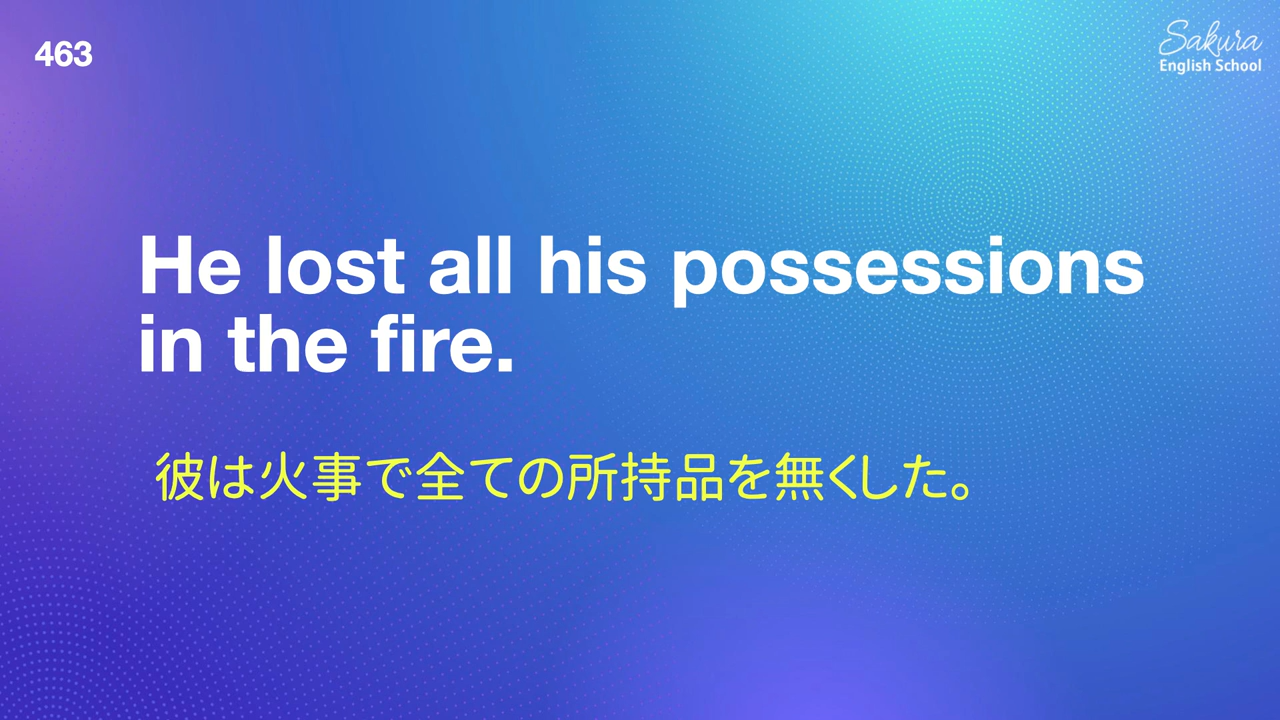 463
Sakura
English School
He lost all his possessions
in the fire.
彼は火事で全ての所持品を無くした。